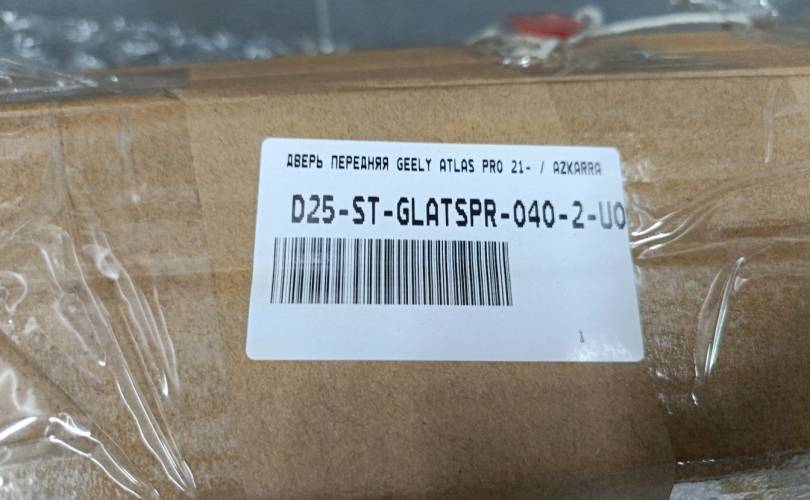 ДВЕРЬ ПЕРЕДНЯЯ GEELY ATLAS PRO 21- / AZKARRA
D25-ST-GLATSPR-040-2-UO
1